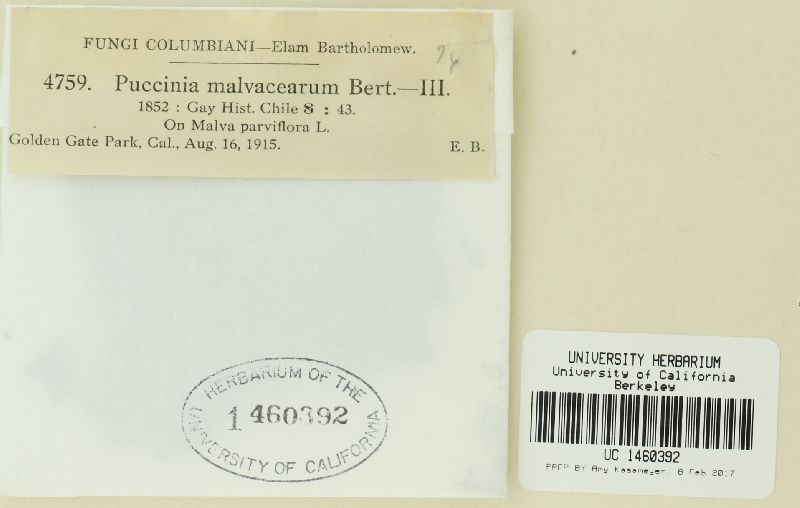 FUNGI COLUMBIANI—Elam Bartholomew.
4759. Puccinia malvacearum Bert.—III.
1852 : Gay Hist. Chile 8 : 43.
On Malva parviflora L.
Golden Gate Park, Cal., Aug. 16, 1915. E. B.
HERBARIUM OF THE
1460392
UNIVERSITY OF CALIFORNIA
UNIVERSITY HERBARIUM
University of California
Berkeley
UC 1460392
PREP BY Amy Kasameyer, 8 Feb 2017